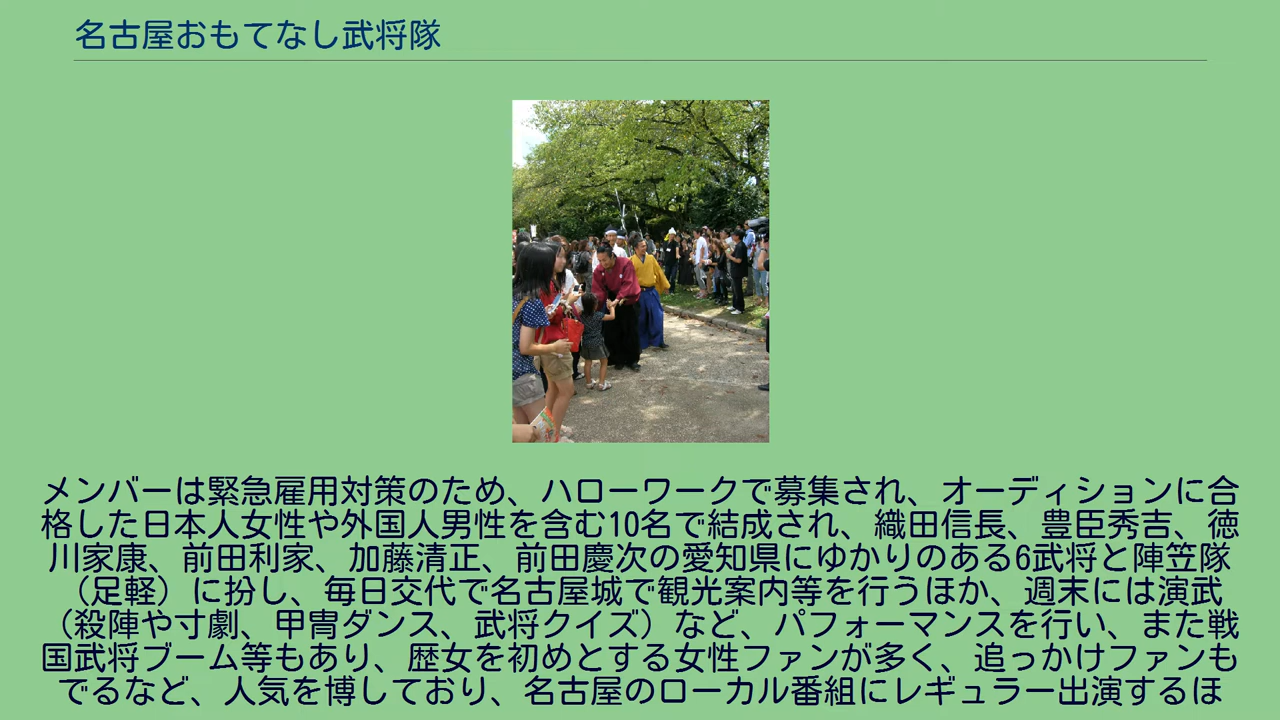 名古屋おもてなし武将隊
メンバーは緊急雇用対策のため、ハローワークで募集され、オーディションに合
格した日本人女性や外国人男性を含む10名で結成され、織田信長、豊臣秀吉、徳
川家康、前田利家、加藤清正、前田慶次の愛知県にゆかりのある6武将と陣笠隊
（足軽）に扮し、毎日交代で名古屋城で観光案内等を行うほか、週末には演武
（殺陣や寸劇、甲冑ダンス、武将クイズ）など、パフォーマンスを行い、また戦
国武将ブーム等もあり、歴女を初めとする女性ファンが多く、追っかけファンも
でるなど、人気を博しており、名古屋のローカル番組にレギュラー出演するほ